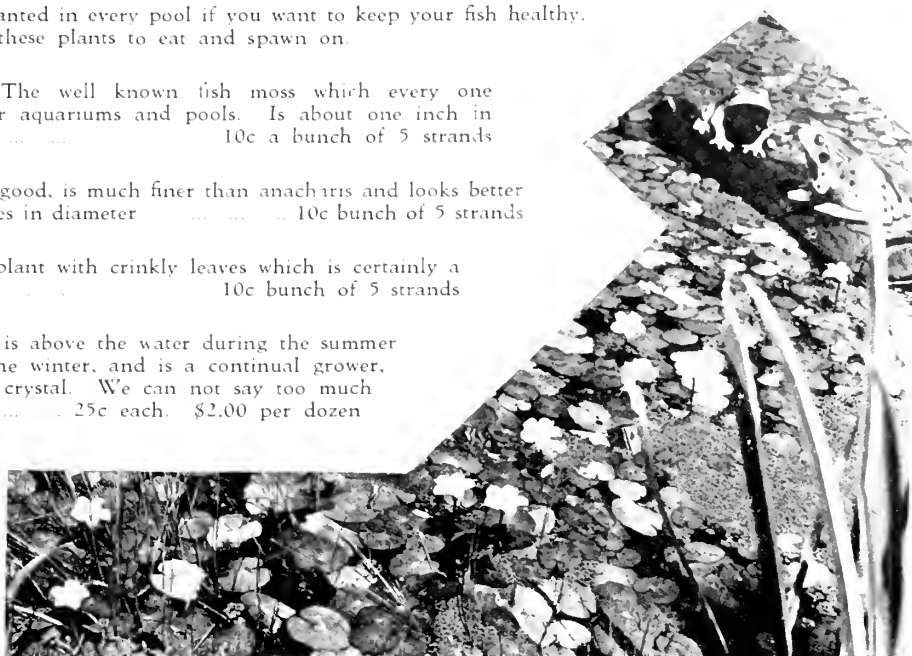 anted in every pool if you want to keep your fish healthy.
these plants to eat and spawn on.
The well known fish moss which every one
r aquariums and pools. Is about one inch in
... ... 10c a bunch of 5 strands
good, is much finer than anacharis and looks better
es in diameter ... ... .. 10c bunch of 5 strands
plant with crinkly leaves which is certainly a
. . 10c bunch of 5 strands
is above the water during the summer
ne winter, and is a continual grower,
crystal. We can not say too much
... . 25c each. $2.00 per dozen